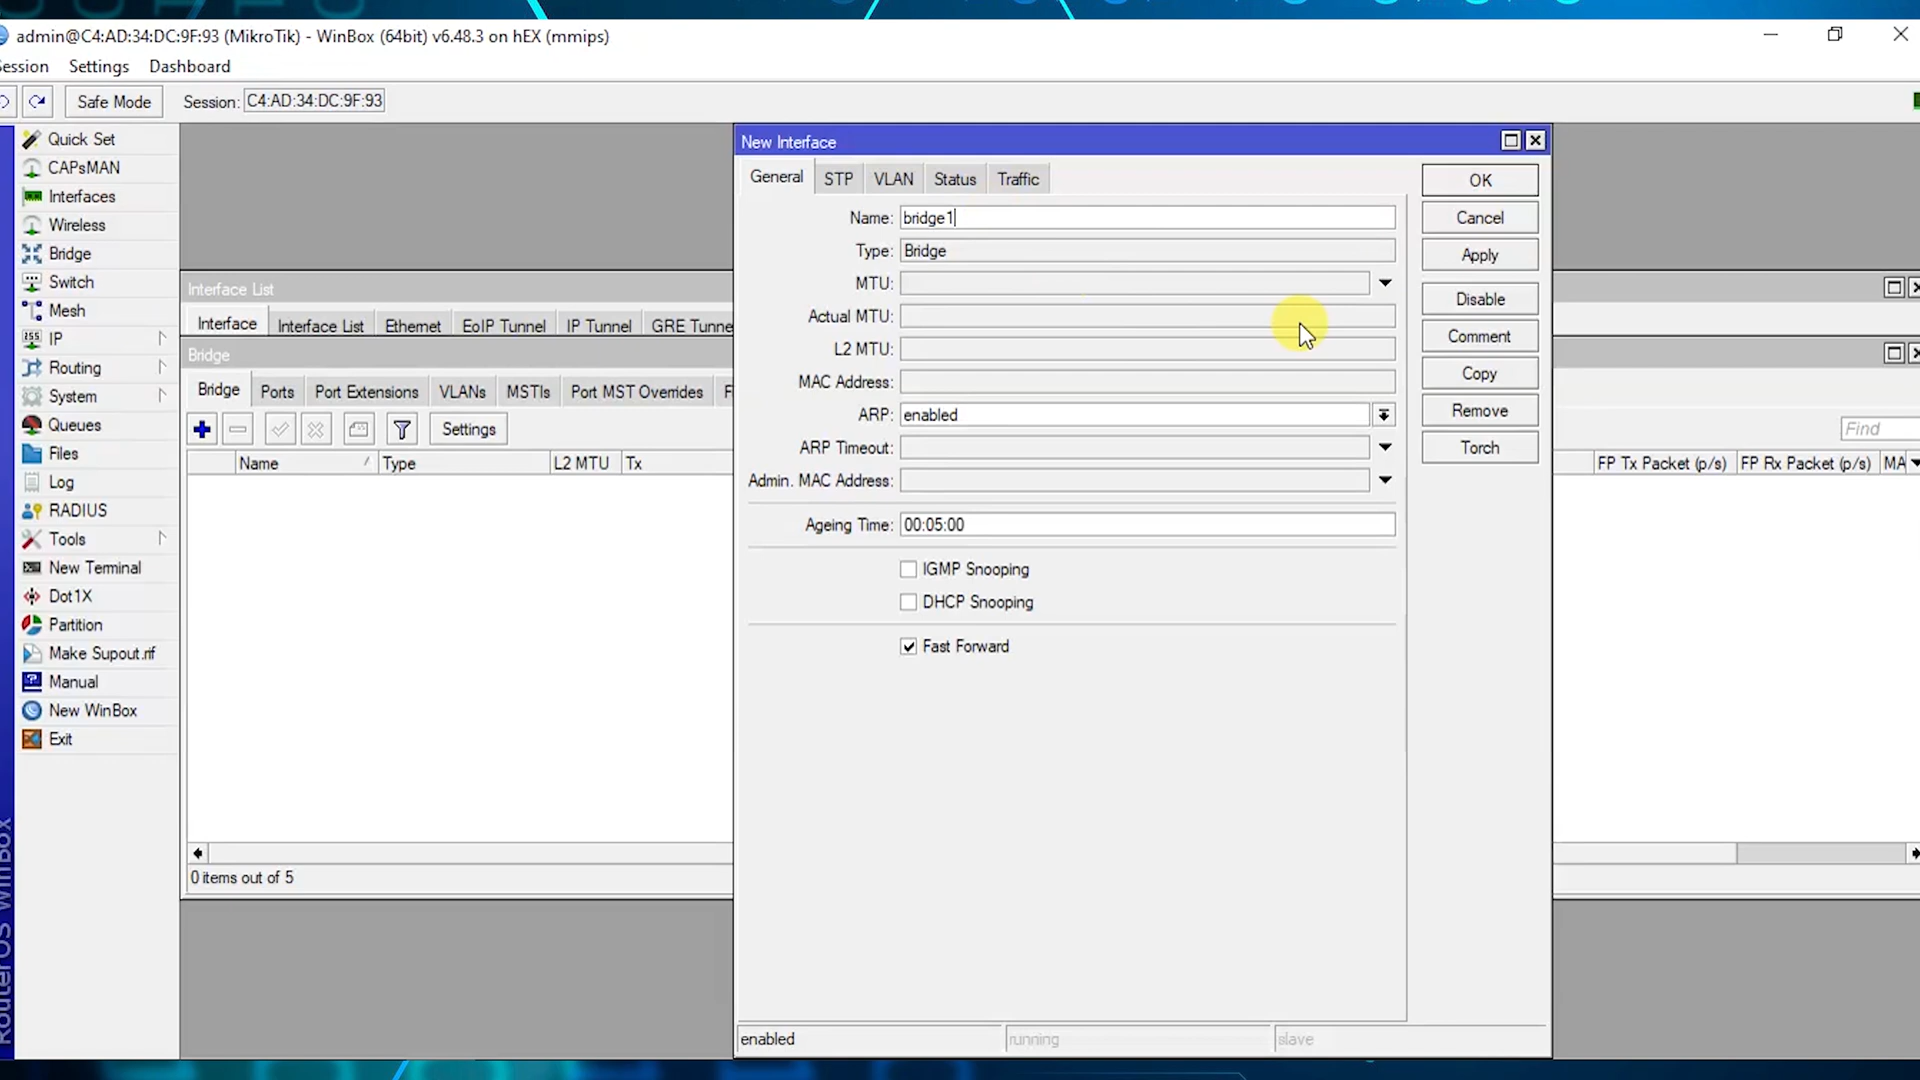 admin@C4:AD:34:DC:9F:93 (MikroTik) - WinBox (64bit) v6.48.3 on hEX (mmips)
Session Settings Dashboard
Safe Mode Session: C4:AD:34:DC:9F:93
Quick Set
CAPsMAN
Interfaces
Wireless
Bridge
Switch
Mesh
IP
Routing
System
Queues
Files
Log
RADIUS
Tools
New Terminal
Dot1X
Partition
Make Supout.rif
Manual
New WinBox
Exit
RouterOS WinBox
Interface List
Interface Interface List Ethernet EoIP Tunnel IP Tunnel GRE Tunne
Bridge
Bridge Ports Port Extensions VLANs MSTIs Port MST Overrides F
Settings
Find
Name Type L2 MTU Tx
FP Tx Packet (p/s) FP Rx Packet (p/s) MA
0 items out of 5
New Interface
General STP VLAN Status Traffic
Name: bridge1
Type: Bridge
MTU:
Actual MTU:
L2 MTU:
MAC Address:
ARP: enabled
ARP Timeout:
Admin. MAC Address:
Ageing Time: 00:05:00
IGMP Snooping
DHCP Snooping
Fast Forward
OK
Cancel
Apply
Disable
Comment
Copy
Remove
Torch
enabled running slave